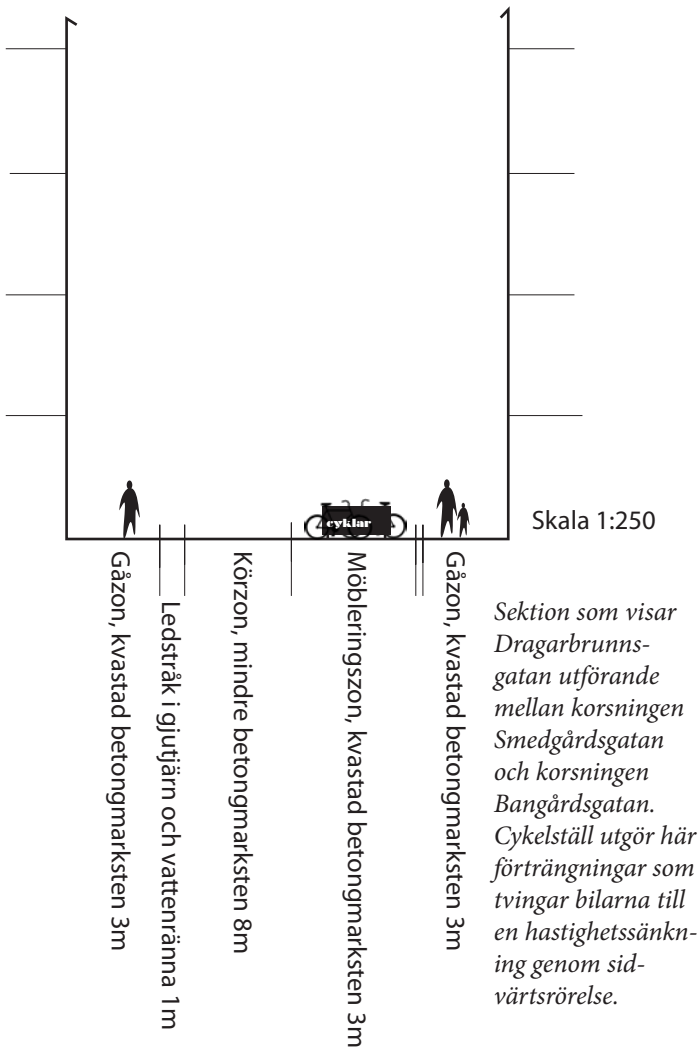 cyklar
Skala 1:250
Gåzon, kvastad betongmarksten 3m
Ledstråk i gjutjärn och vattenränna 1m
Körzon, mindre betongmarksten 8m
Möbleringszon, kvastad betongmarksten 3m
Gåzon, kvastad betongmarksten 3m
Sektion som visar
Dragarbrunns-
gatan utförande
mellan korsningen
Smedgårdsgatan
och korsningen
Bangårdsgatan.
Cykelställ utgör här
förträngningar som
tvingar bilarna till
en hastighetssänkn-
ing genom sid-
värtsrörelse.